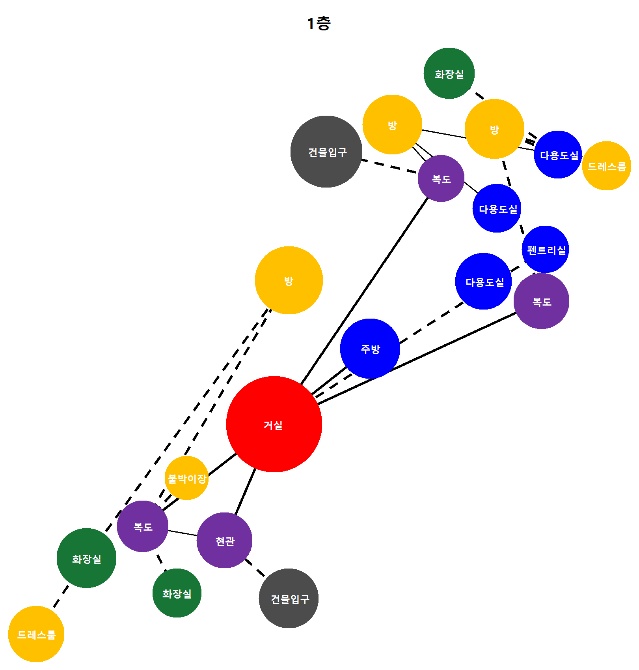 1층
화장실
방
방
건물입구
다용도실
드레스룸
복도
다용도실
펜트리실
방
다용도실
복도
주방
거실
붙박이장
복도
현관
화장실
화장실
건물입구
드레스룸